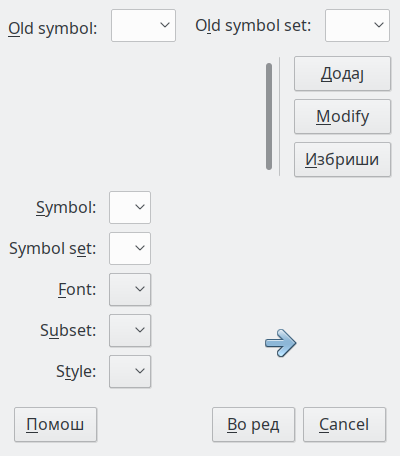 Old symbol: Old symbol set:
Додај
Modify
Избриши
Symbol:
Symbol set:
Font:
Subset:
Style:
Помош Во ред Cancel